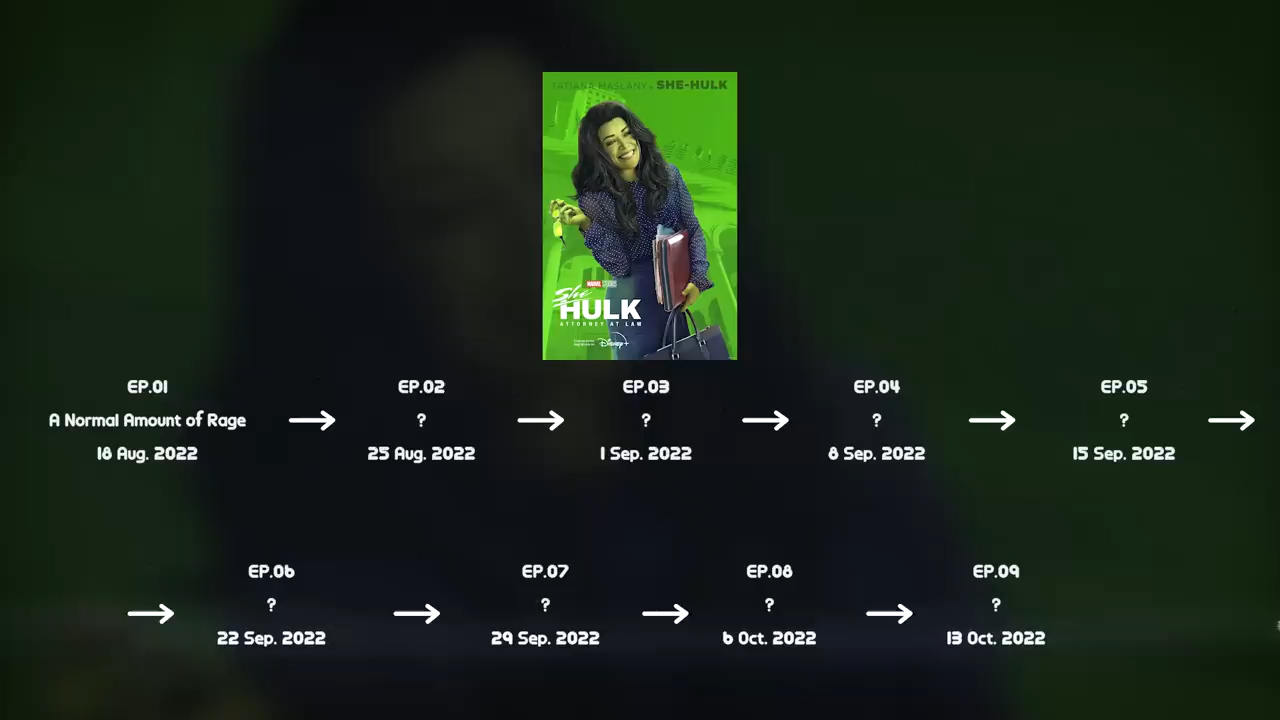 TATIANA MASLANY is SHE-HULK
MARVEL STUDIOS
She
HULK
ATTORNEY AT LAW
Disney+
EP.01
A Normal Amount of Rage
18 Aug. 2022
→
EP.02
?
25 Aug. 2022
→
EP.03
?
1 Sep. 2022
→
EP.04
?
8 Sep. 2022
→
EP.05
?
15 Sep. 2022
→
→
EP.06
?
22 Sep. 2022
→
EP.07
?
29 Sep. 2022
→
EP.08
?
6 Oct. 2022
→
EP.09
?
13 Oct. 2022